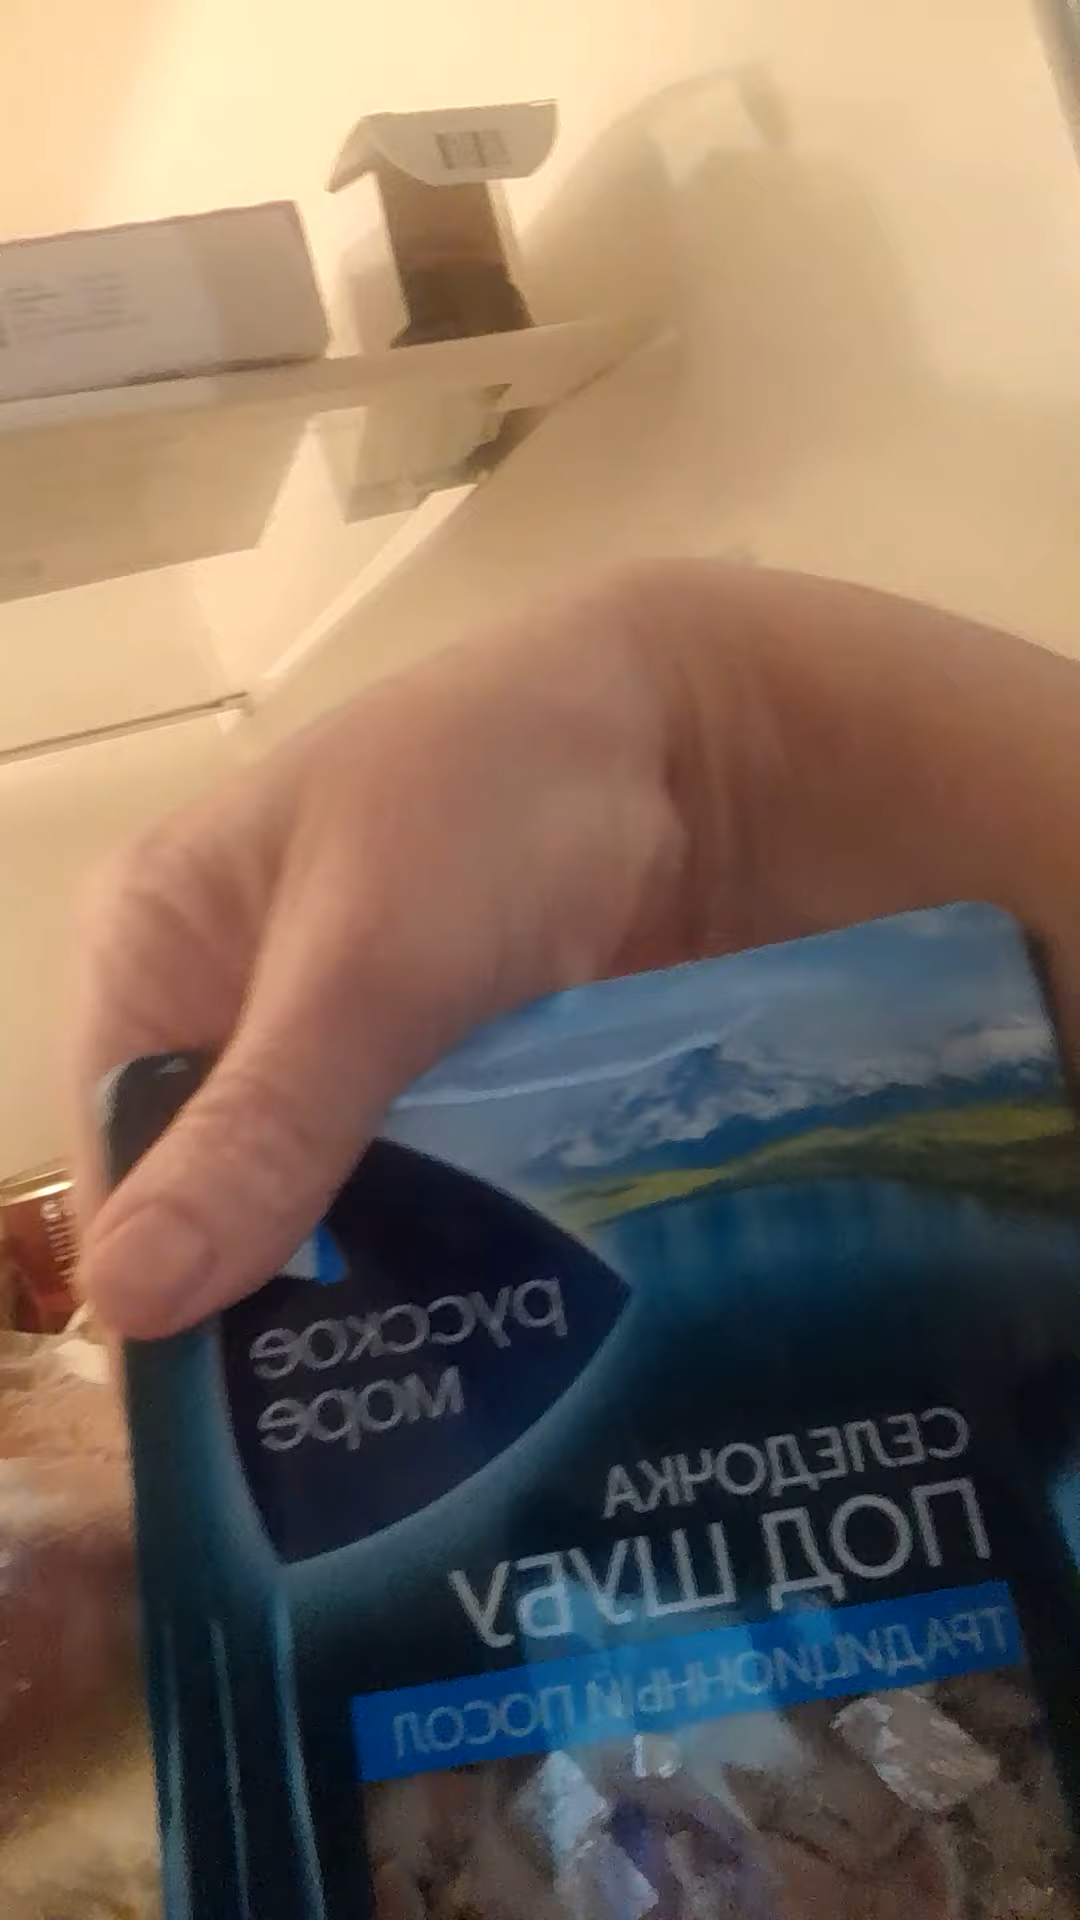 русское
море
СЕЛЕДОЧКА
ПОД ШУБУ
ТРАДИЦИОННЫЙ ПОСОЛ